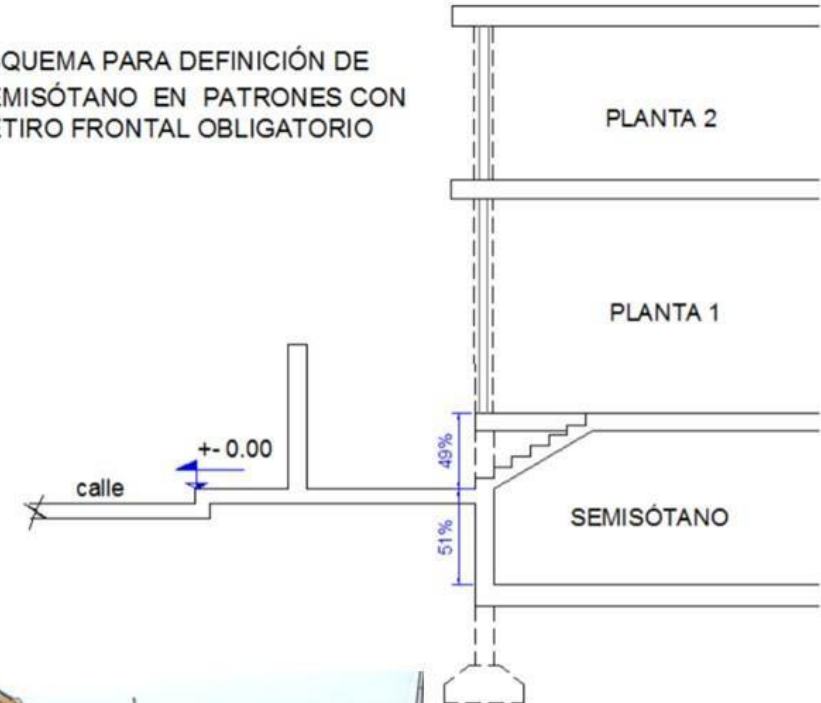 QUEMA PARA DEFINICIÓN DE
EMISÓTANO EN PATRONES CON
ETIRO FRONTAL OBLIGATORIO
PLANTA 2
PLANTA 1
49%
+- 0.00
calle
SEMISÓTANO
51%